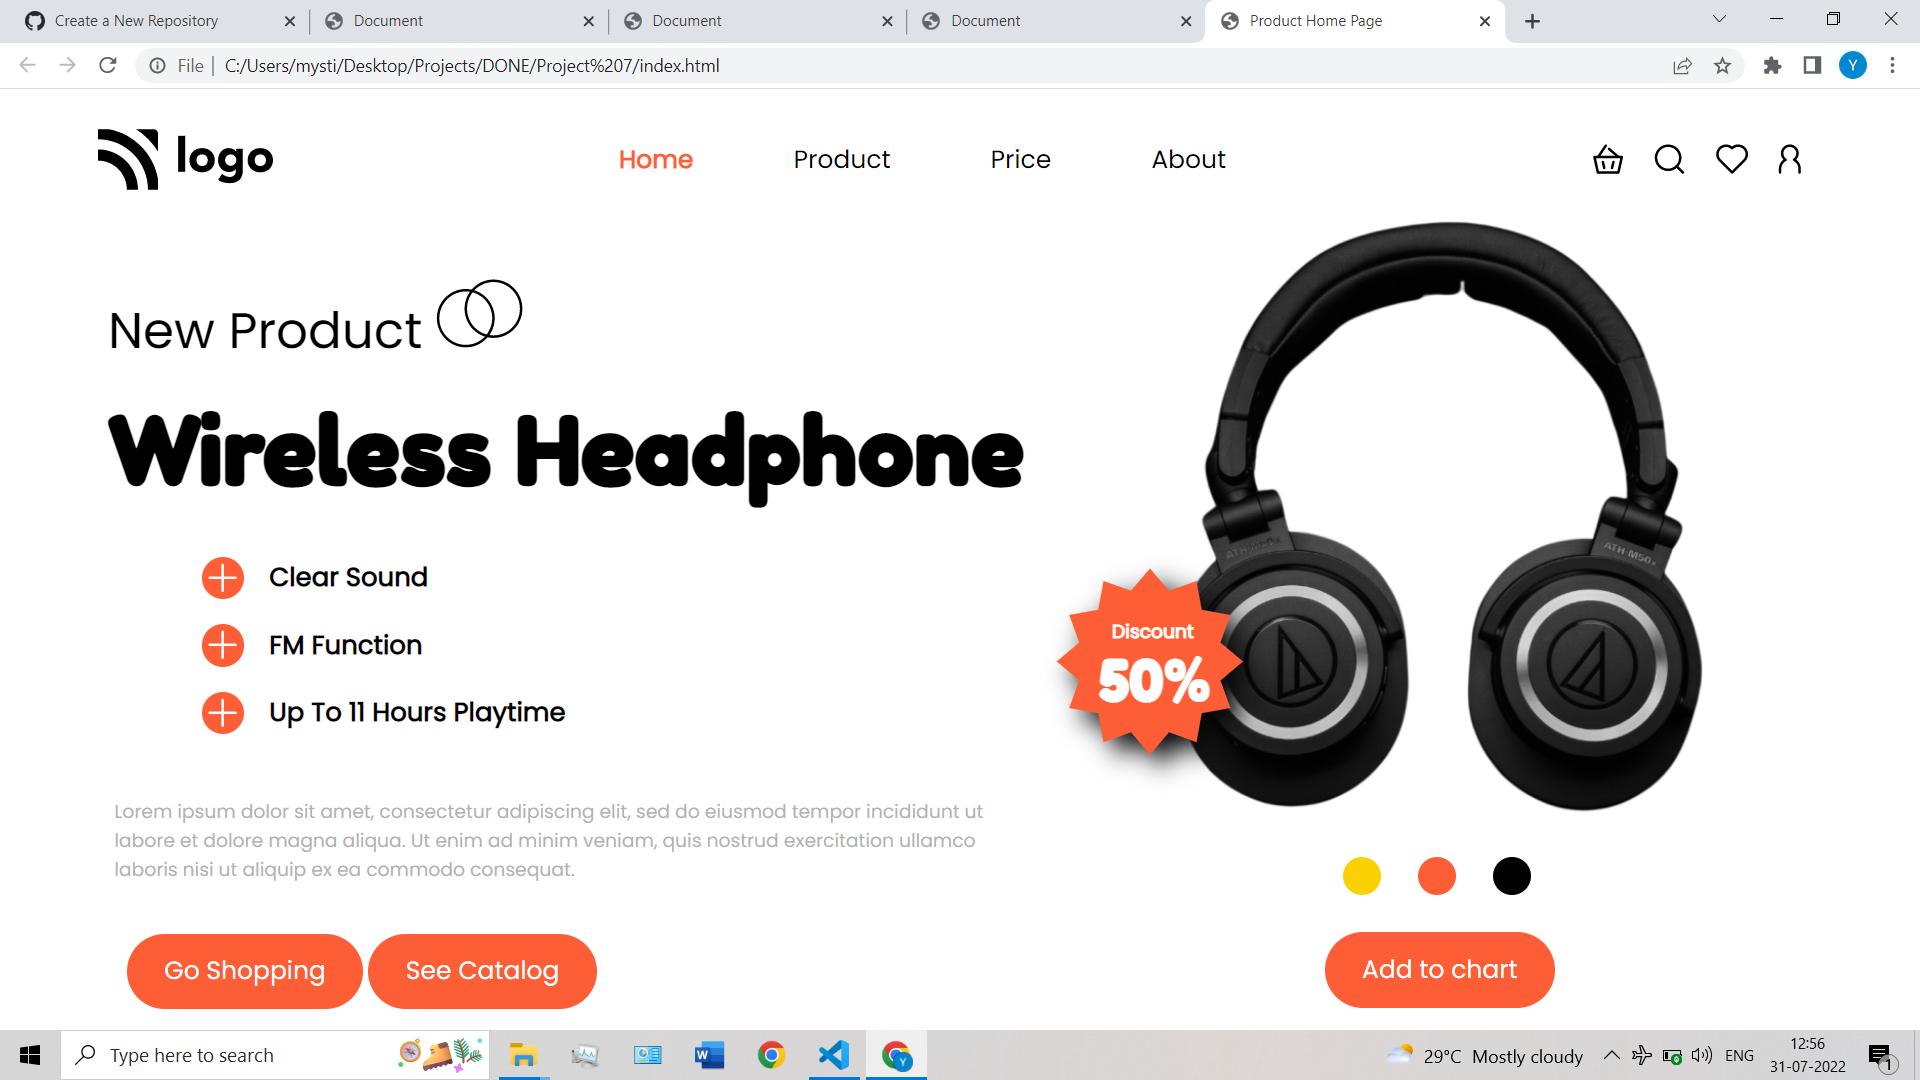 Create a New Repository
Document
Document
Document
Product Home Page
File
C:/Users/mysti/Desktop/Projects/DONE/Project%207/index.html
Y
logo
Home
Product
Price
About
New Product
Wireless Headphone
Clear Sound
FM Function
Up To 11 Hours Playtime
ATH-M50x
ATH-M50x
Discount
50%
Lorem ipsum dolor sit amet, consectetur adipiscing elit, sed do eiusmod tempor incididunt ut
labore et dolore magna aliqua. Ut enim ad minim veniam, quis nostrud exercitation ullamco
laboris nisi ut aliquip ex ea commodo consequat.
Go Shopping
See Catalog
Add to chart
Type here to search
W
Y
29°C Mostly cloudy
ENG
12:56
31-07-2022
1